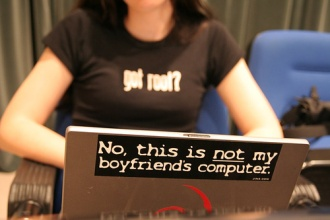 got root?
No, this is not my
boyfriend's computer.